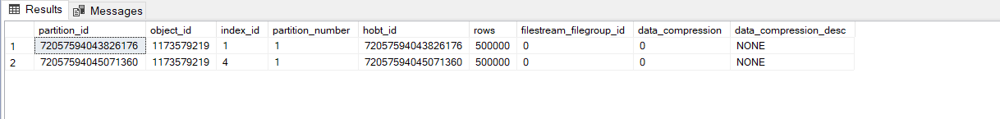 Results Messages
partition_id object_id index_id partition_number hobt_id rows filestream_filegroup_id data_compression data_compression_desc
1 72057594043826176 1173579219 1 1 72057594043826176 500000 0 0 NONE
2 72057594045071360 1173579219 4 1 72057594045071360 500000 0 0 NONE